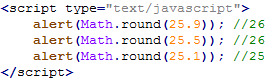 <script type="text/javascript">
    alert(Math.round(25.9)); //26
    alert(Math.round(25.5)); //26
    alert(Math.round(25.1)); //25
</script>